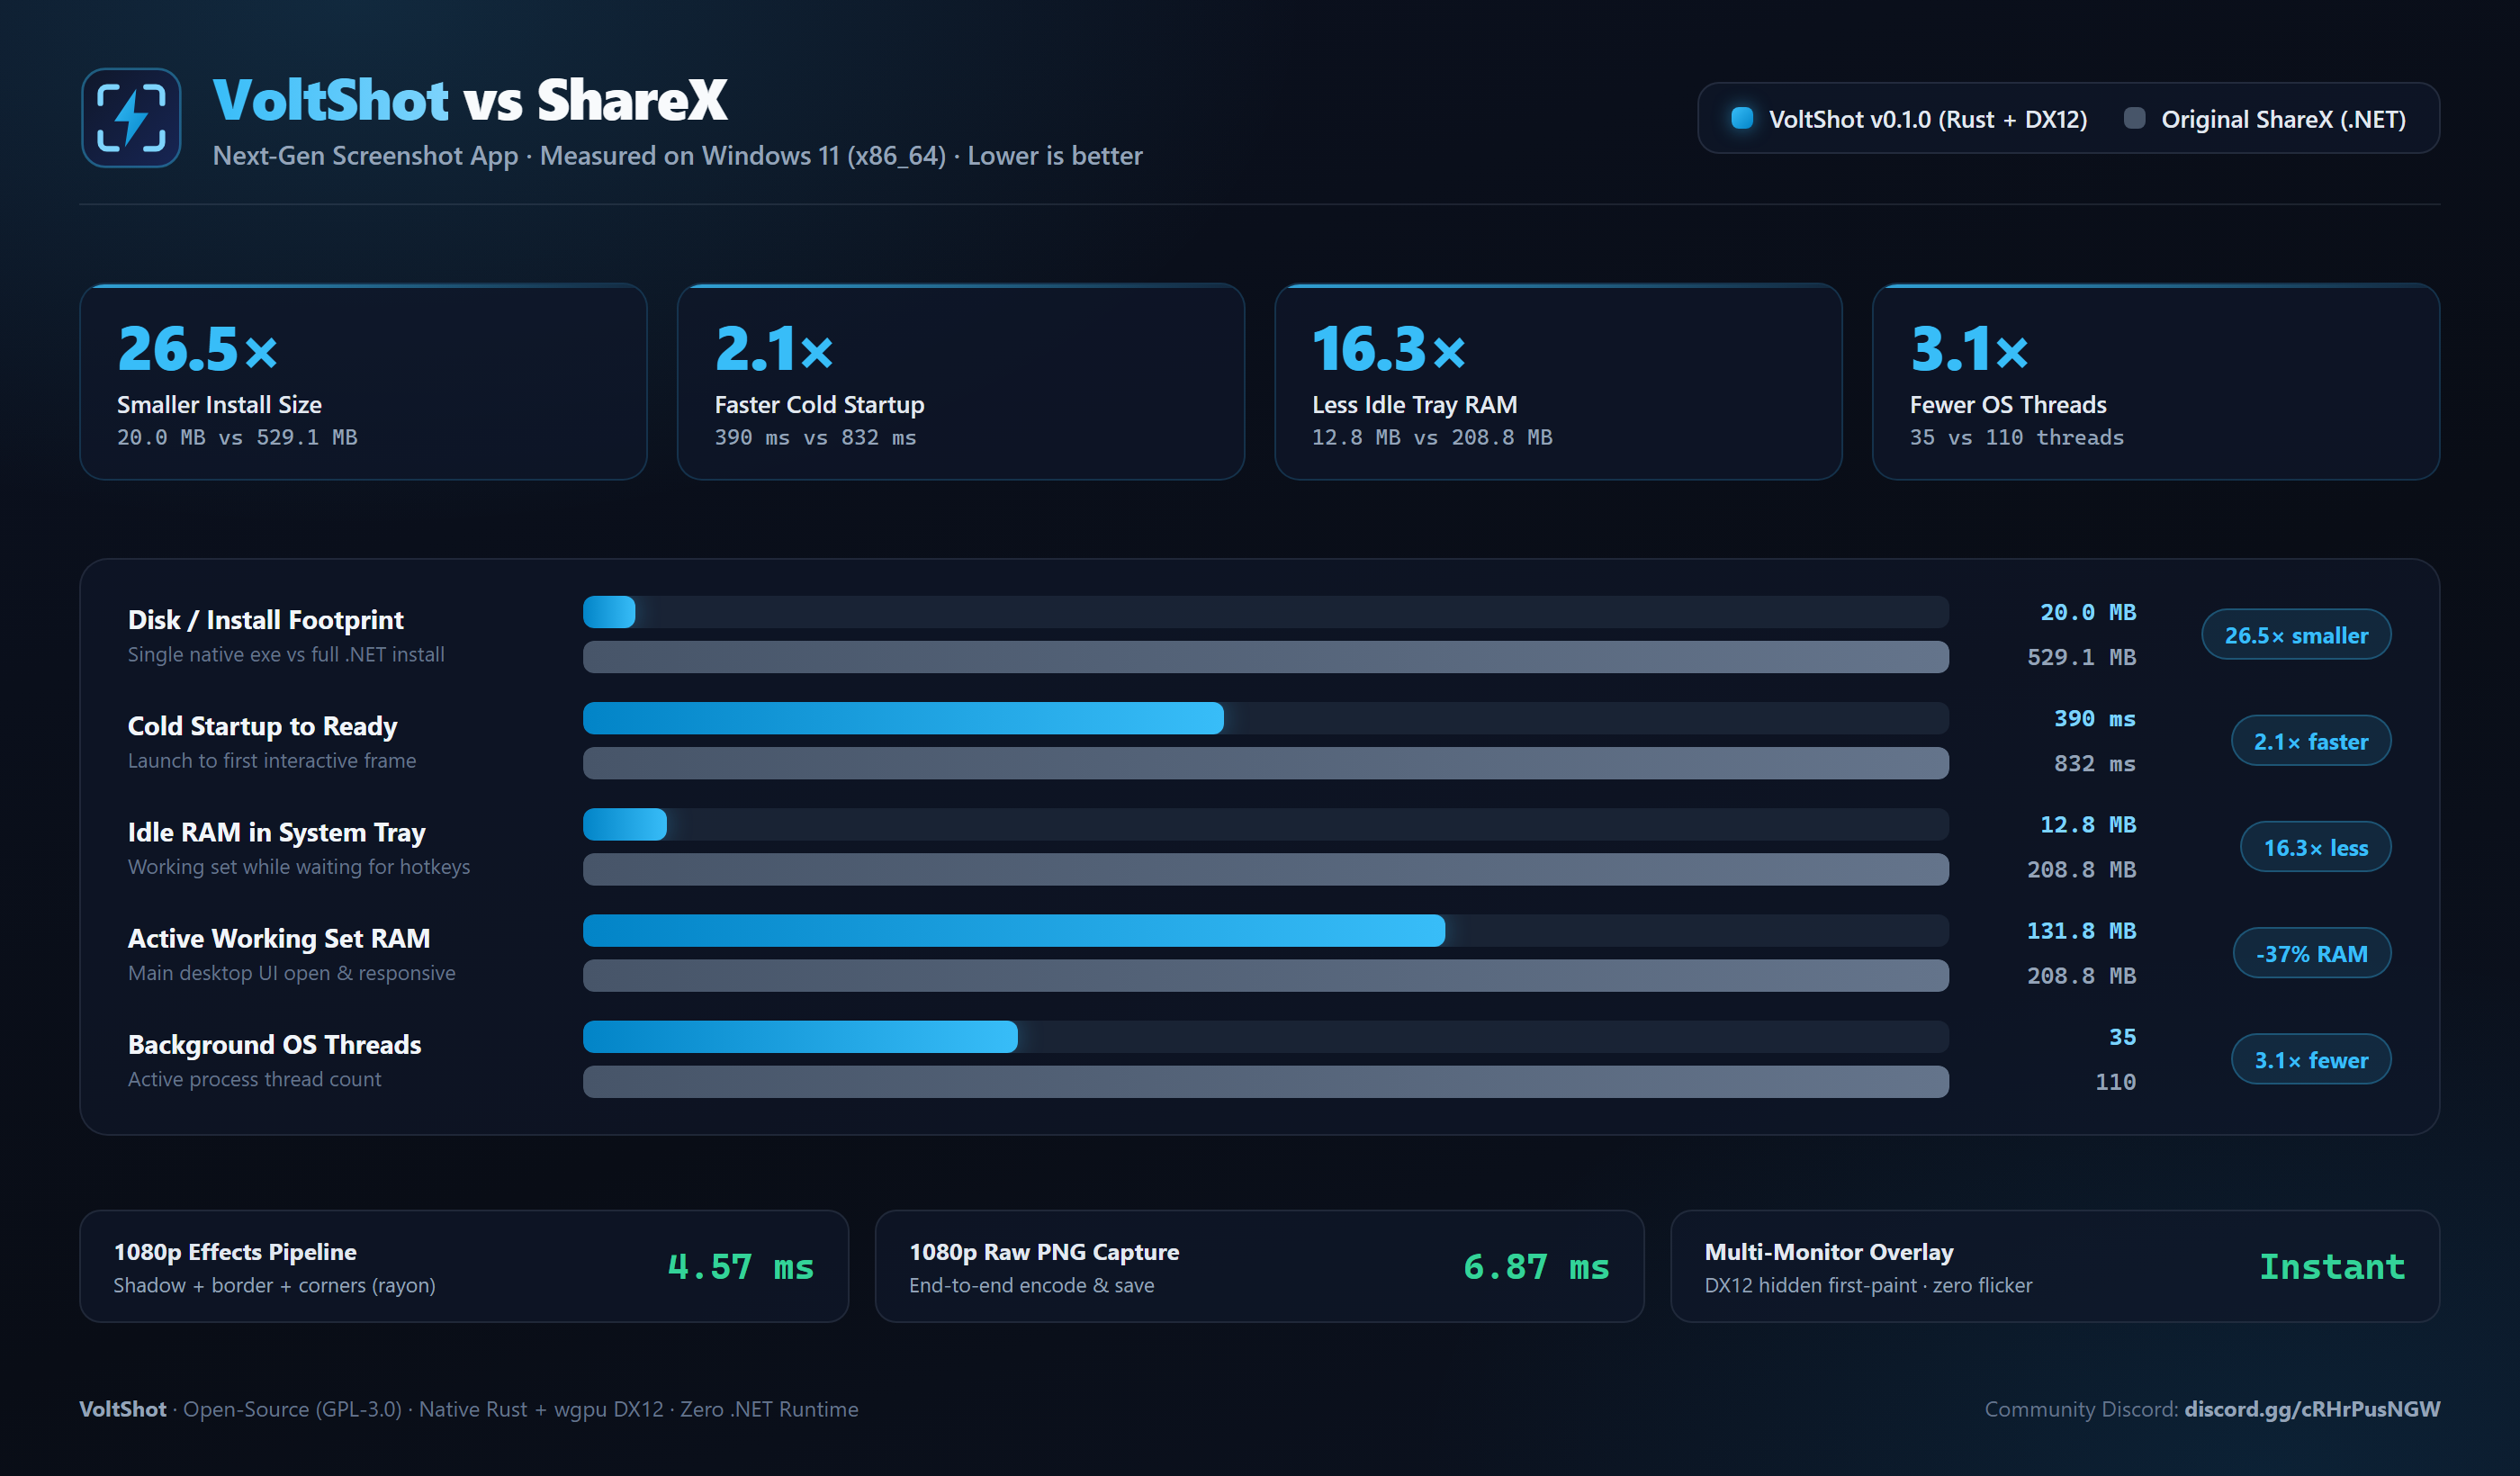 VoltShot vs ShareX
Next-Gen Screenshot App · Measured on Windows 11 (x86_64) · Lower is better
VoltShot v0.1.0 (Rust + DX12)
Original ShareX (.NET)
26.5×
Smaller Install Size
20.0 MB vs 529.1 MB
2.1×
Faster Cold Startup
390 ms vs 832 ms
16.3×
Less Idle Tray RAM
12.8 MB vs 208.8 MB
3.1×
Fewer OS Threads
35 vs 110 threads
Disk / Install Footprint
Single native exe vs full .NET install
20.0 MB
529.1 MB
26.5× smaller
Cold Startup to Ready
Launch to first interactive frame
390 ms
832 ms
2.1× faster
Idle RAM in System Tray
Working set while waiting for hotkeys
12.8 MB
208.8 MB
16.3× less
Active Working Set RAM
Main desktop UI open & responsive
131.8 MB
208.8 MB
-37% RAM
Background OS Threads
Active process thread count
35
110
3.1× fewer
1080p Effects Pipeline
Shadow + border + corners (rayon)
4.57 ms
1080p Raw PNG Capture
End-to-end encode & save
6.87 ms
Multi-Monitor Overlay
DX12 hidden first-paint · zero flicker
Instant
VoltShot · Open-Source (GPL-3.0) · Native Rust + wgpu DX12 · Zero .NET Runtime
Community Discord: discord.gg/cRHrPusNGW